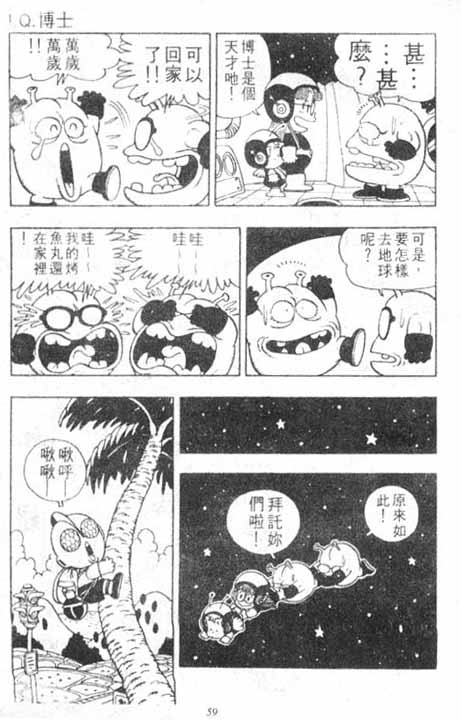 Q.博士
甚…
…甚
麼?
博士是個
天才吔!
可以
回家
了!!
萬歲
萬歲
!!
可是,
要怎樣
去地球
呢?
哇~~
哇~~
哇~~
我的烤
魚丸還
在家裡
!
原來如
此!
拜託妳
們啦!
啾呼—
啾啾—
59